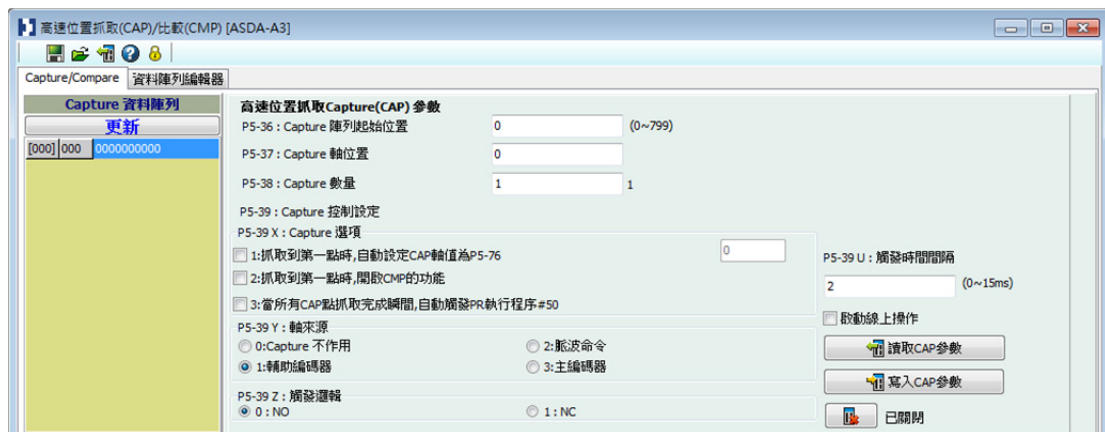 高速位置抓取(CAP)/比較(CMP) [ASDA-A3]
Capture/Compare 資料陣列編輯器
Capture 資料陣列
更新
[000] 000 0000000000
高速位置抓取Capture(CAP) 參數
P5-36 : Capture 陣列起始位置 0 (0~799)
P5-37 : Capture 軸位置 0
P5-38 : Capture 數量 1 1
P5-39 : Capture 控制設定
P5-39 X : Capture 選項
1:抓取到第一點時,自動設定CAP軸值為P5-76 0
2:抓取到第一點時,開啟CMP的功能
3:當所有CAP點抓取完成瞬間,自動觸發PR執行程序#50
P5-39 Y : 軸來源
0:Capture 不作用 2:脈波命令
1:輔助編碼器 3:主編碼器
P5-39 Z : 觸發邏輯
0 : NO 1 : NC
P5-39 U : 觸發時間間隔
2 (0~15ms)
啟動線上操作
讀取CAP參數
寫入CAP參數
已關閉